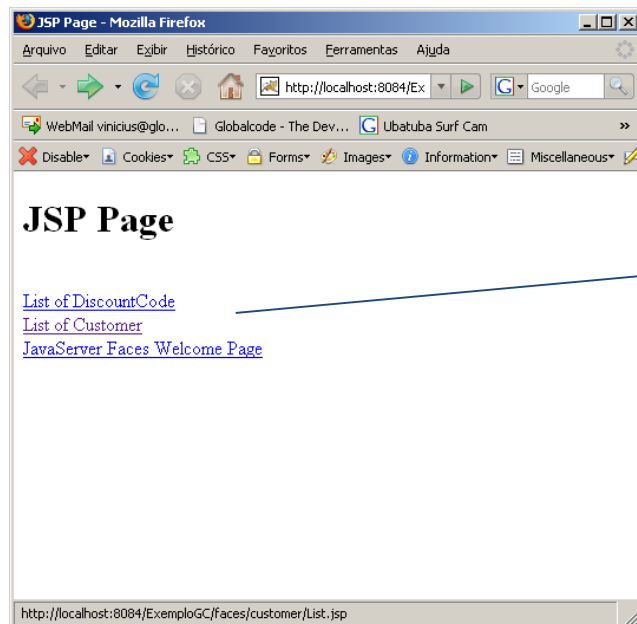 JSP Page - Mozilla Firefox
Arquivo Editar Exibir Histórico Favoritos Ferramentas Ajuda
http://localhost:8084/Ex G Google
WebMail vinicius@glo... Globalcode - The Dev... G Ubatuba Surf Cam »
Disable Cookies CSS Forms Images Information Miscellaneous
JSP Page
List of DiscountCode
List of Customer
JavaServer Faces Welcome Page
http://localhost:8084/ExemploGC/faces/customer/List.jsp